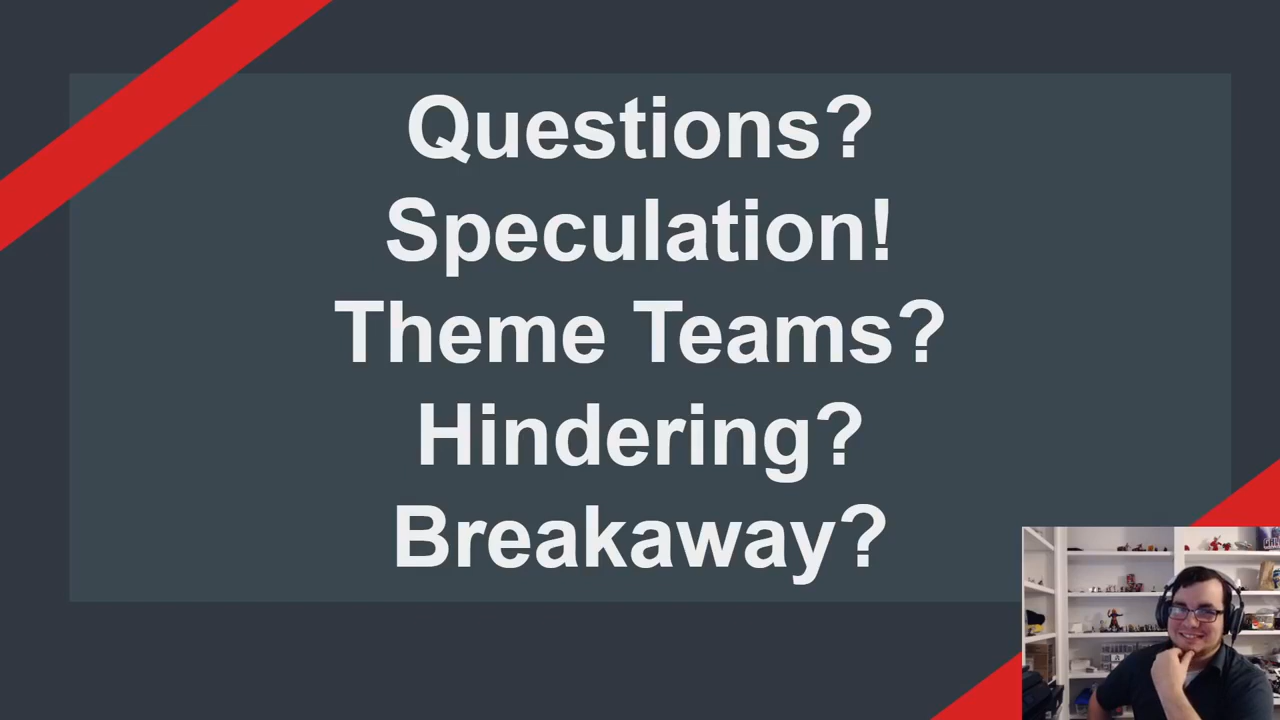 Questions?
Speculation!
Theme Teams?
Hindering?
Breakaway?